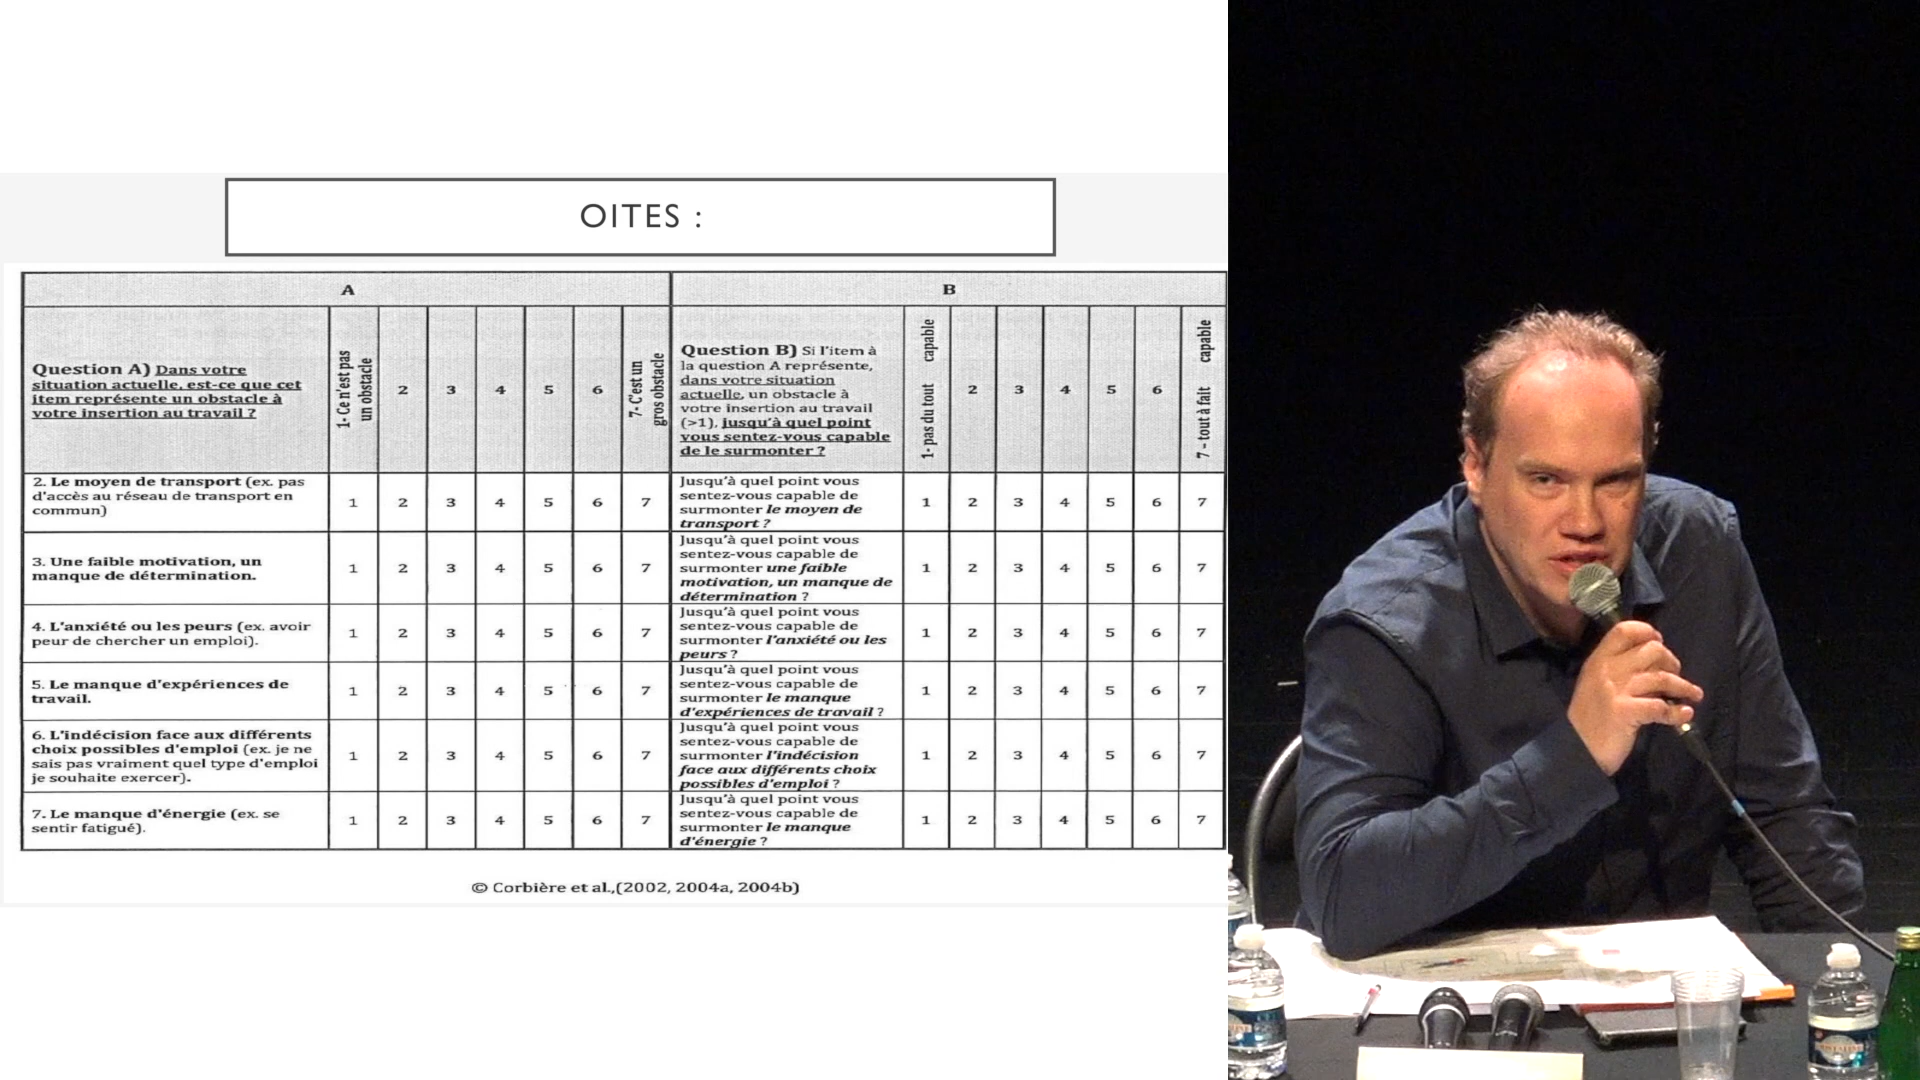 OITES :
A
B
Question A) Dans votre
situation actuelle, est-ce que cet
item représente un obstacle à
votre insertion au travail ?
1- Ce n'est pas
un obstacle
2 3 4 5 6
7- C'est un
gros obstacle
Question B) Si l'item à
la question A représente,
dans votre situation
actuelle, un obstacle à
votre insertion au travail
(>1), jusqu'à quel point
vous sentez-vous capable
de le surmonter ?
1- pas du tout capable
2 3 4 5 6
7 - tout à fait capable
2. Le moyen de transport (ex. pas
d'accès au réseau de transport en
commun)
1 2 3 4 5 6 7
Jusqu'à quel point vous
sentez-vous capable de
surmonter le moyen de
transport ?
1 2 3 4 5 6 7
3. Une faible motivation, un
manque de détermination.
1 2 3 4 5 6 7
Jusqu'à quel point vous
sentez-vous capable de
surmonter une faible
motivation, un manque de
détermination ?
1 2 3 4 5 6 7
4. L'anxiété ou les peurs (ex. avoir
peur de chercher un emploi).
1 2 3 4 5 6 7
Jusqu'à quel point vous
sentez-vous capable de
surmonter l'anxiété ou les
peurs ?
1 2 3 4 5 6 7
5. Le manque d'expériences de
travail.
1 2 3 4 5 6 7
Jusqu'à quel point vous
sentez-vous capable de
surmonter le manque
d'expériences de travail ?
1 2 3 4 5 6 7
6. L'indécision face aux différents
choix possibles d'emploi (ex. je ne
sais pas vraiment quel type d'emploi
je souhaite exercer).
1 2 3 4 5 6 7
Jusqu'à quel point vous
sentez-vous capable de
surmonter l'indécision
face aux différents choix
possibles d'emploi ?
1 2 3 4 5 6 7
7. Le manque d'énergie (ex. se
sentir fatigué).
1 2 3 4 5 6 7
Jusqu'à quel point vous
sentez-vous capable de
surmonter le manque
d'énergie ?
1 2 3 4 5 6 7
© Corbière et al.,(2002, 2004a, 2004b)